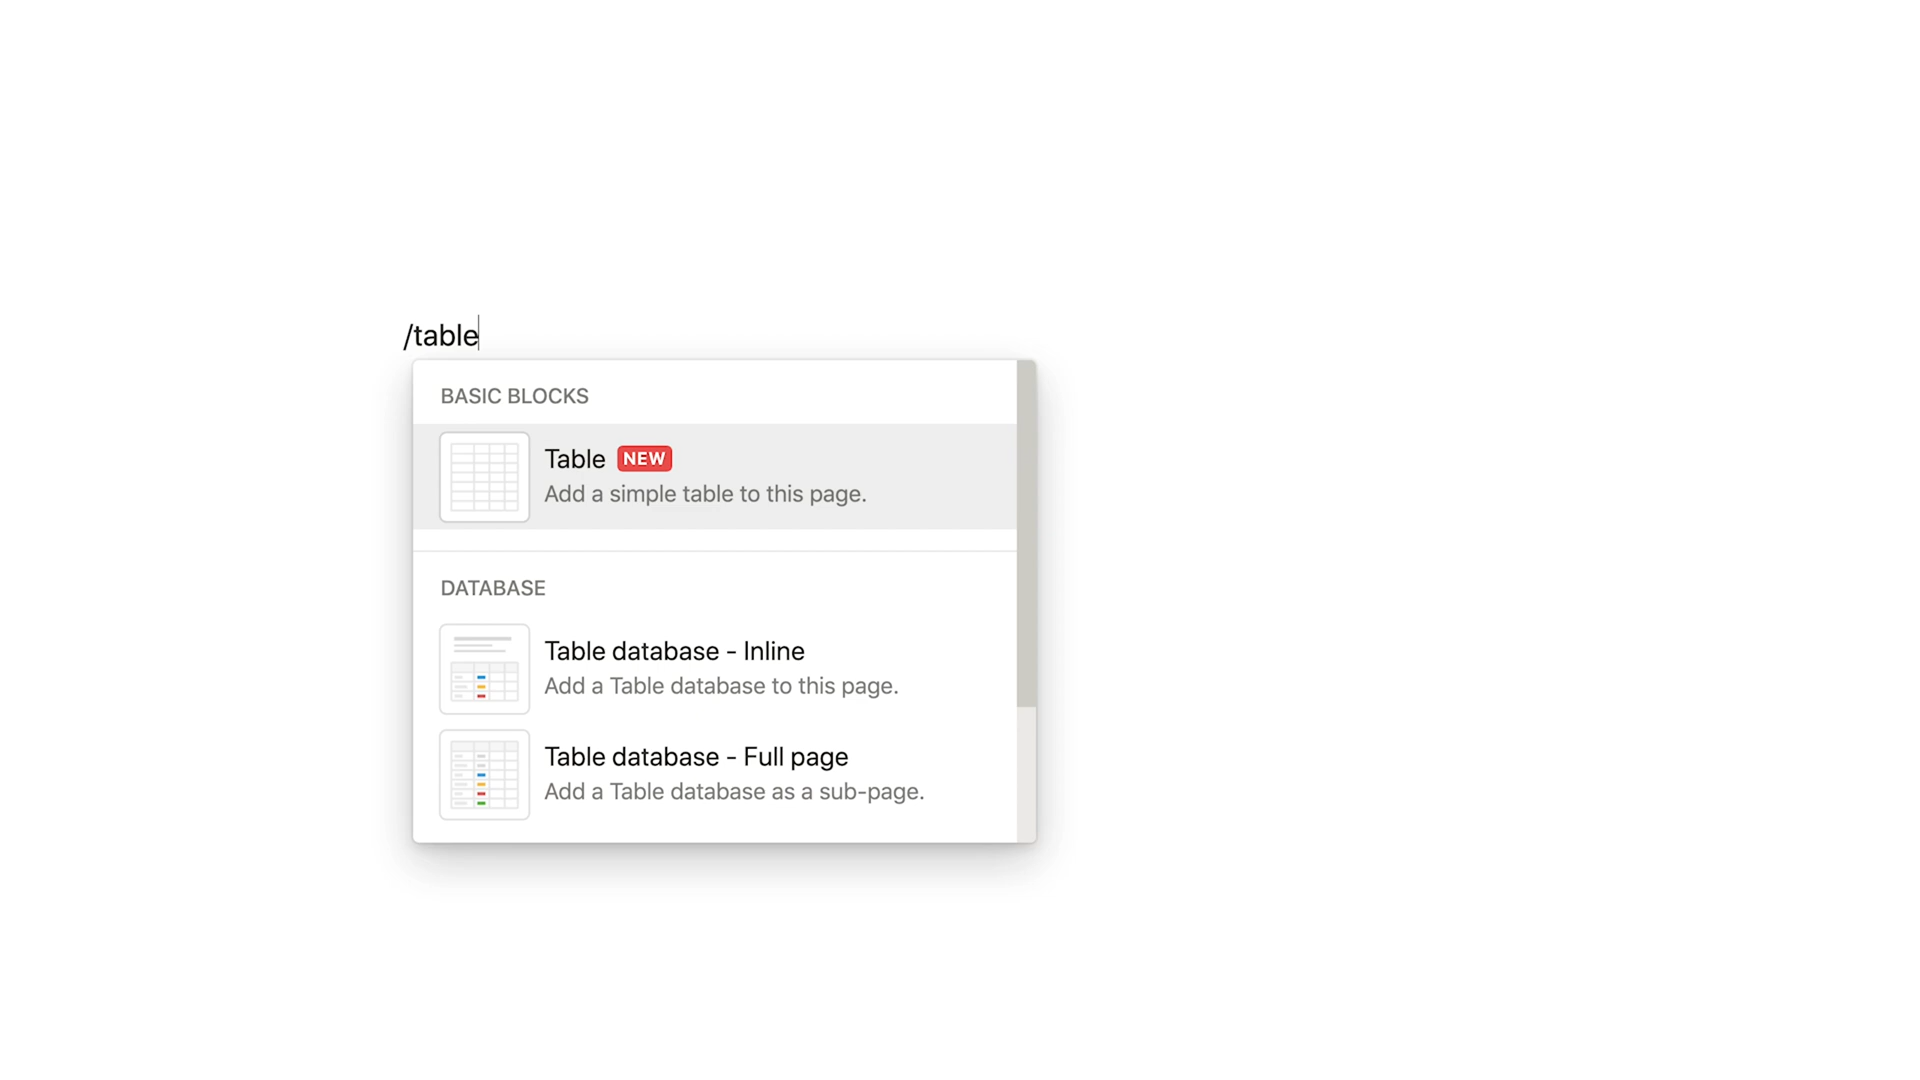 /table
BASIC BLOCKS
Table NEW
Add a simple table to this page.
DATABASE
Table database - Inline
Add a Table database to this page.
Table database - Full page
Add a Table database as a sub-page.